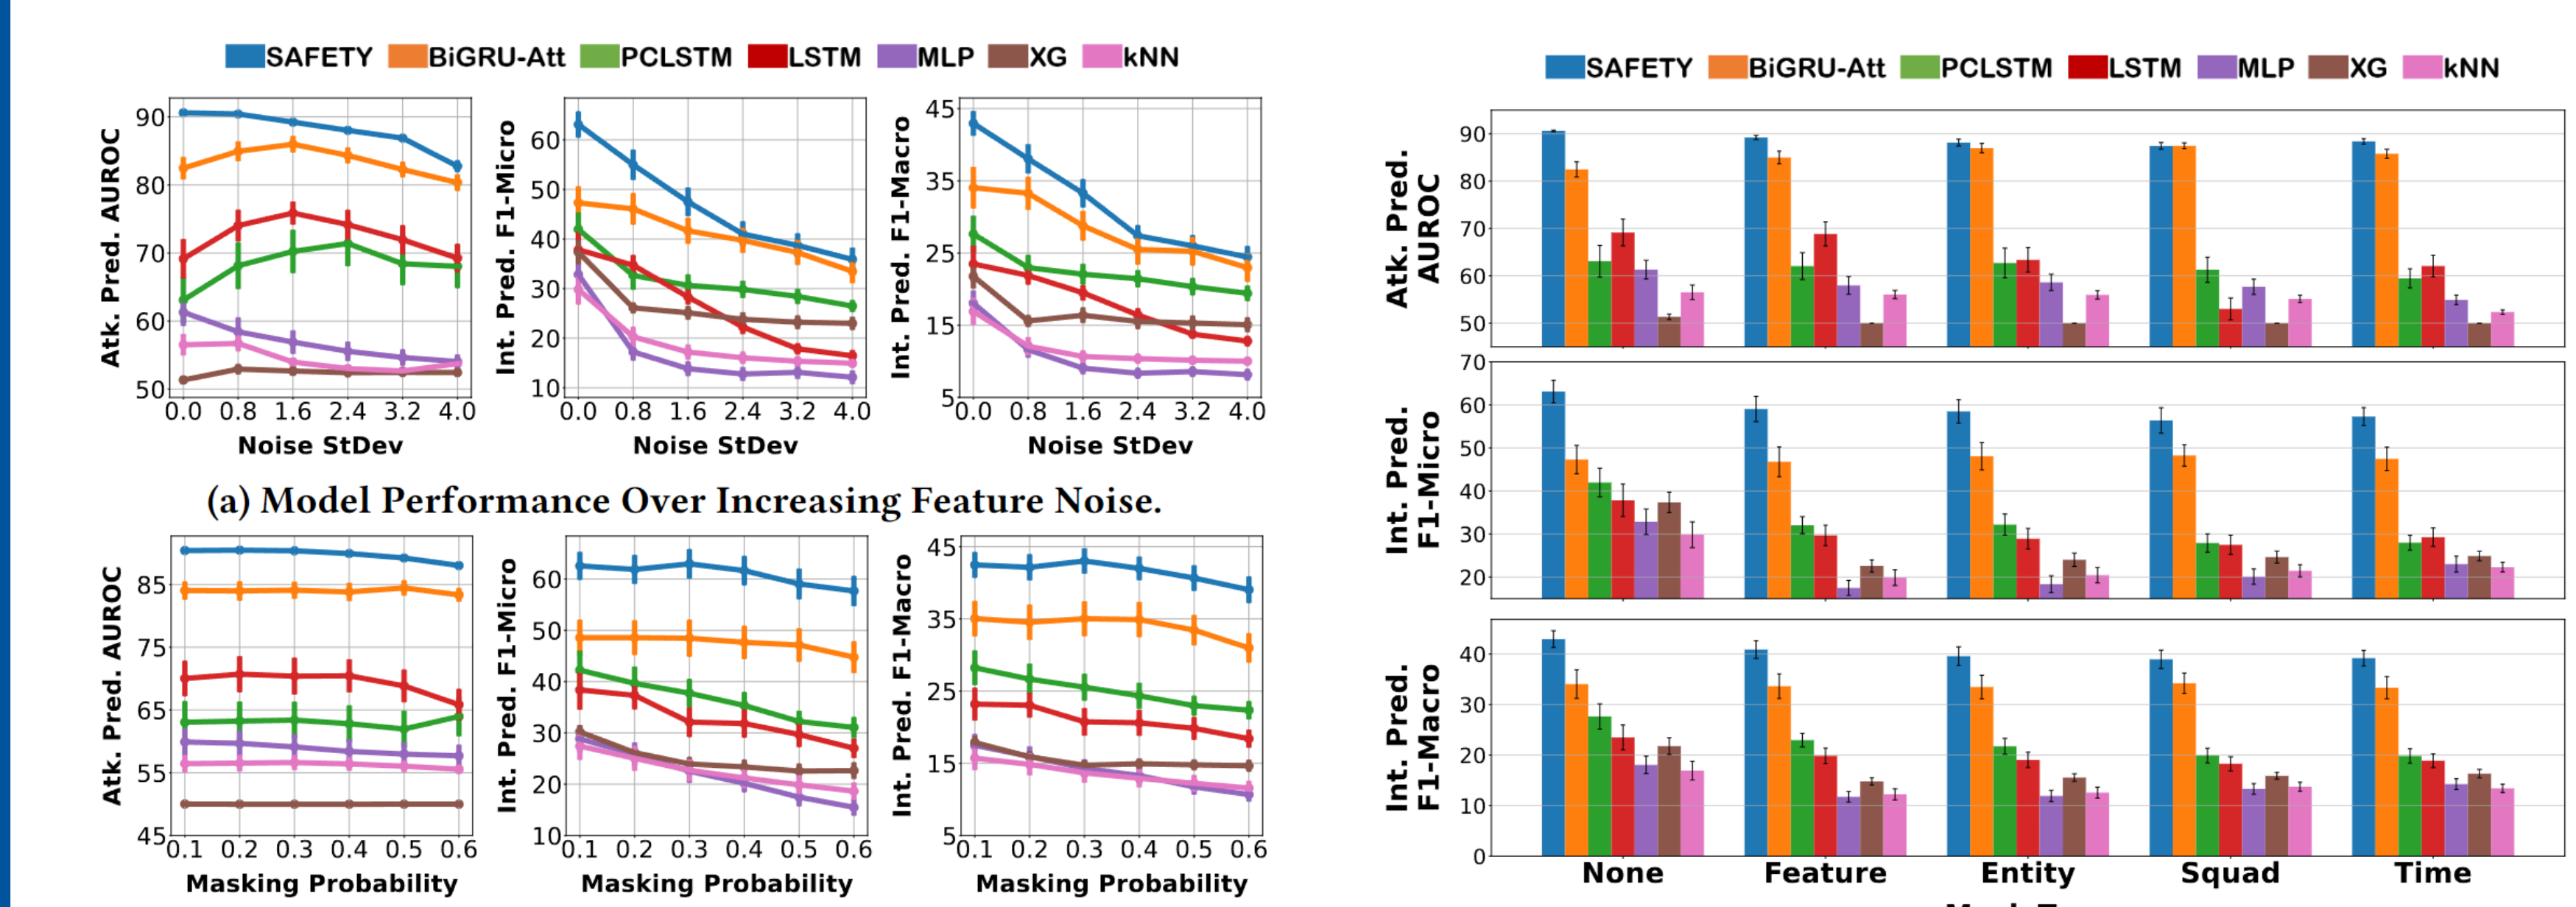 SAFETY BiGRU-Att PCLSTM LSTM MLP XG kNN
Atk. Pred. AUROC
90
80
70
60
50
0.0 0.8 1.6 2.4 3.2 4.0
Noise StDev
Int. Pred. F1-Micro
60
50
40
30
20
10
0.0 0.8 1.6 2.4 3.2 4.0
Noise StDev
Int. Pred. F1-Macro
45
35
25
15
5
0.0 0.8 1.6 2.4 3.2 4.0
Noise StDev
(a) Model Performance Over Increasing Feature Noise.
Atk. Pred. AUROC
85
75
65
55
45
0.1 0.2 0.3 0.4 0.5 0.6
Masking Probability
Int. Pred. F1-Micro
60
50
40
30
20
10
0.1 0.2 0.3 0.4 0.5 0.6
Masking Probability
Int. Pred. F1-Macro
45
35
25
15
5
0.1 0.2 0.3 0.4 0.5 0.6
Masking Probability
SAFETY BiGRU-Att PCLSTM LSTM MLP XG kNN
Atk. Pred.
AUROC
90
80
70
60
50
Int. Pred.
F1-Micro
70
60
50
40
30
20
Int. Pred.
F1-Macro
40
30
20
10
0
None Feature Entity Squad Time